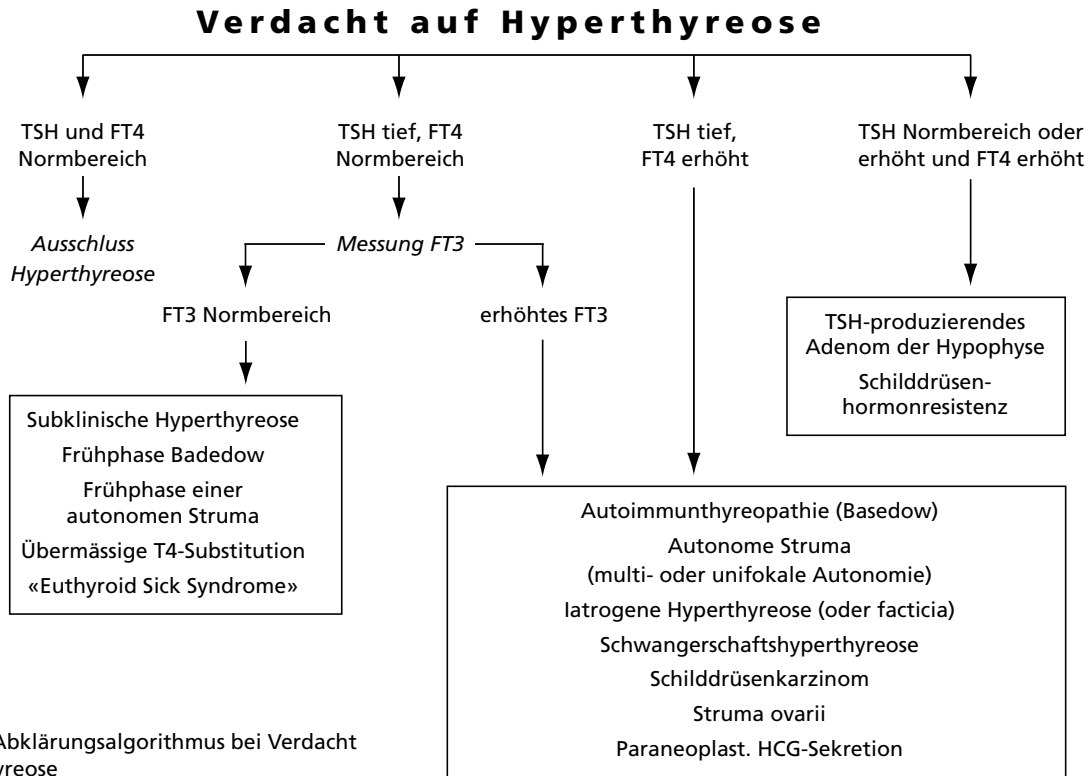 Verdacht auf Hyperthyreose
TSH und FT4
Normbereich
TSH tief, FT4
Normbereich
TSH tief,
FT4 erhöht
TSH Normbereich oder
erhöht und FT4 erhöht
Ausschluss
Hyperthyreose
Messung FT3
FT3 Normbereich
erhöhtes FT3
TSH-produzierendes
Adenom der Hypophyse
Schilddrüsen-
hormonresistenz
Subklinische Hyperthyreose
Frühphase Badedow
Frühphase einer
autonomen Struma
Übermässige T4-Substitution
«Euthyroid Sick Syndrome»
Autoimmunthyreopathie (Basedow)
Autonome Struma
(multi- oder unifokale Autonomie)
Iatrogene Hyperthyreose (oder facticia)
Schwangerschaftshyperthyreose
Schilddrüsenkarzinom
Struma ovarii
Paraneoplast. HCG-Sekretion
Abklärungsalgorithmus bei Verdacht
yreose